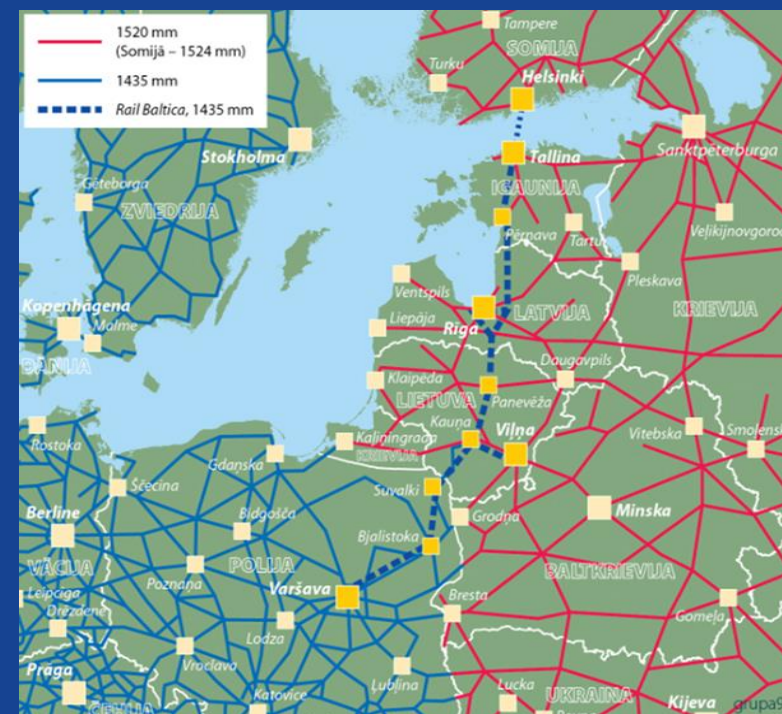 1520 mm
(Somijā – 1524 mm)
1435 mm
Rail Baltica, 1435 mm
Tampere
SOMIJA
Turku
Helsinki
Stokholma
Tallina
Sanktpēterburga
IGAUNIJA
Gēteborga
ZVIEDRIJA
Pērnava
Tartu
Veļikijnovgoro
Pleskava
Ventspils
Kopenhāgena
Malme
Liepāja
Rīga
LATVIJA
KRIEVIJA
DĀNIJA
Daugavpils
Klaipēda
LIETUVA
Panevēža
Kauņa
Viļņa
Vitebska
Smoļensk
Rostoka
Kaļiņingrada
KRIEVIJA
Gdaņska
Ščecina
Suvalki
Grodņa
Minska
Berlīne
Bidgošča
Bjalistoka
VĀCIJA
POLIJA
BALTKRIEVIJA
Poznaņa
Varšava
Leipciga
Drēzdene
Bresta
Gomeļa
Lodza
Vroclava
Prāga
Ļubļina
Lucka
UKRAINA
ČEHIJA
Katovice
Kijeva